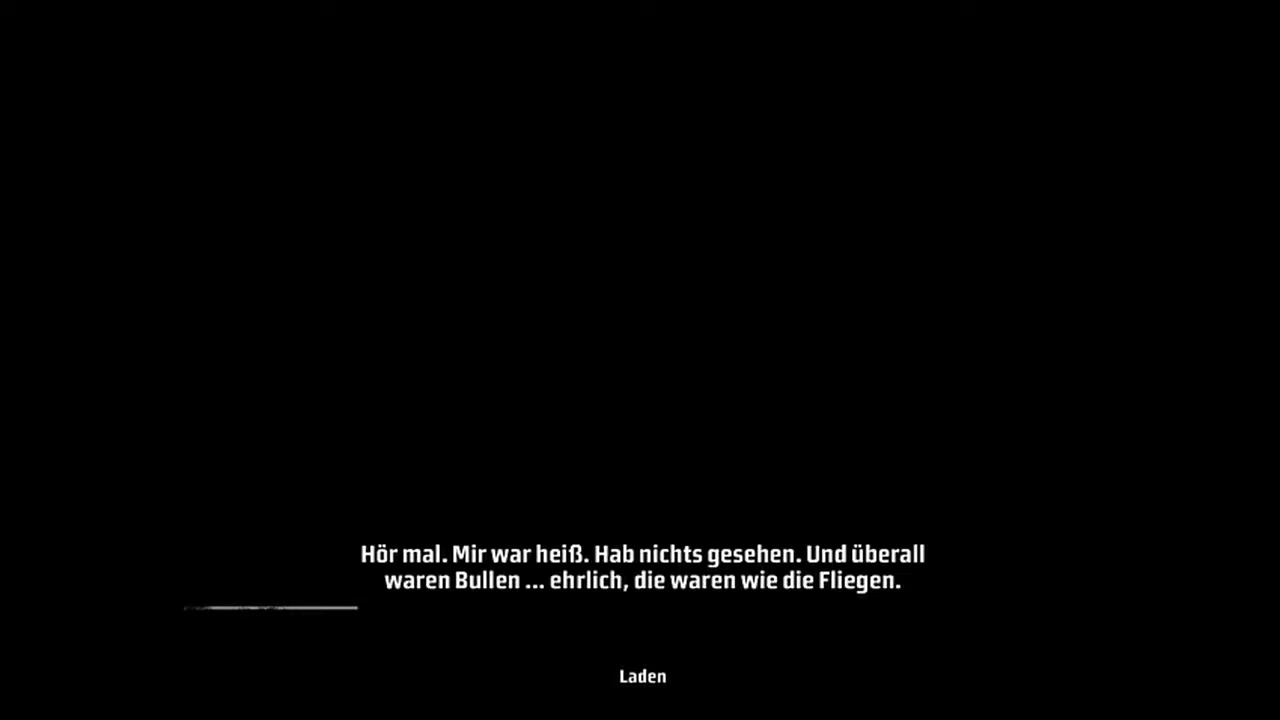 Hör mal. Mir war heiß. Hab nichts gesehen. Und überall
waren Bullen ... ehrlich, die waren wie die Fliegen.
Laden